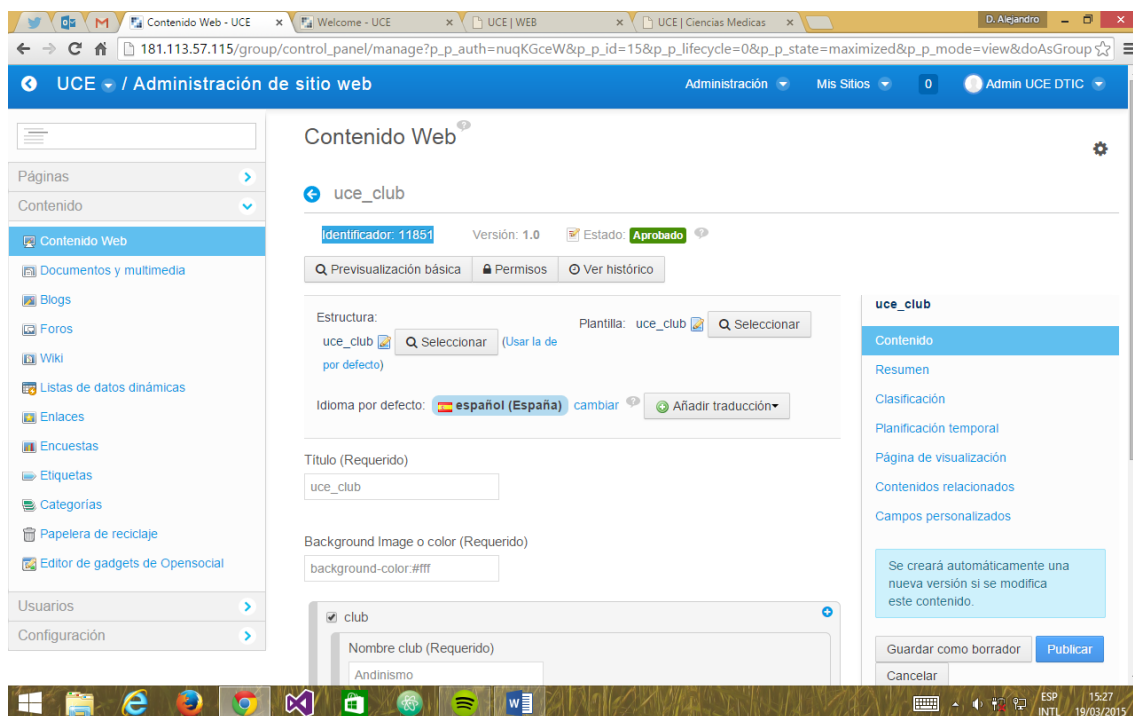 Contenido Web - UCE
Welcome - UCE
UCE | WEB
UCE | Ciencias Medicas
D. Alejandro
181.113.57.115/group/control_panel/manage?p_p_auth=nuqKGceW&p_p_id=15&p_p_lifecycle=0&p_p_state=maximized&p_p_mode=view&doAsGroup
UCE / Administración de sitio web
Administración
Mis Sitios
0
Admin UCE DTIC
Páginas
Contenido
Contenido Web
Documentos y multimedia
Blogs
Foros
Wiki
Listas de datos dinámicas
Enlaces
Encuestas
Etiquetas
Categorías
Papelera de reciclaje
Editor de gadgets de Opensocial
Usuarios
Configuración
Contenido Web
uce_club
Identificador: 11851 Versión: 1.0 Estado: Aprobado
Previsualización básica Permisos Ver histórico
Estructura:
uce_club Seleccionar (Usar la de
por defecto)
Plantilla: uce_club Seleccionar
Idioma por defecto: español (España) cambiar Añadir traducción
Título (Requerido)
uce_club
Background Image o color (Requerido)
background-color:#fff
club
Nombre club (Requerido)
Andinismo
uce_club
Contenido
Resumen
Clasificación
Planificación temporal
Página de visualización
Contenidos relacionados
Campos personalizados
Se creará automáticamente una
nueva versión si se modifica
este contenido.
Guardar como borrador Publicar
Cancelar
ESP 15:27
INTL 19/03/2015